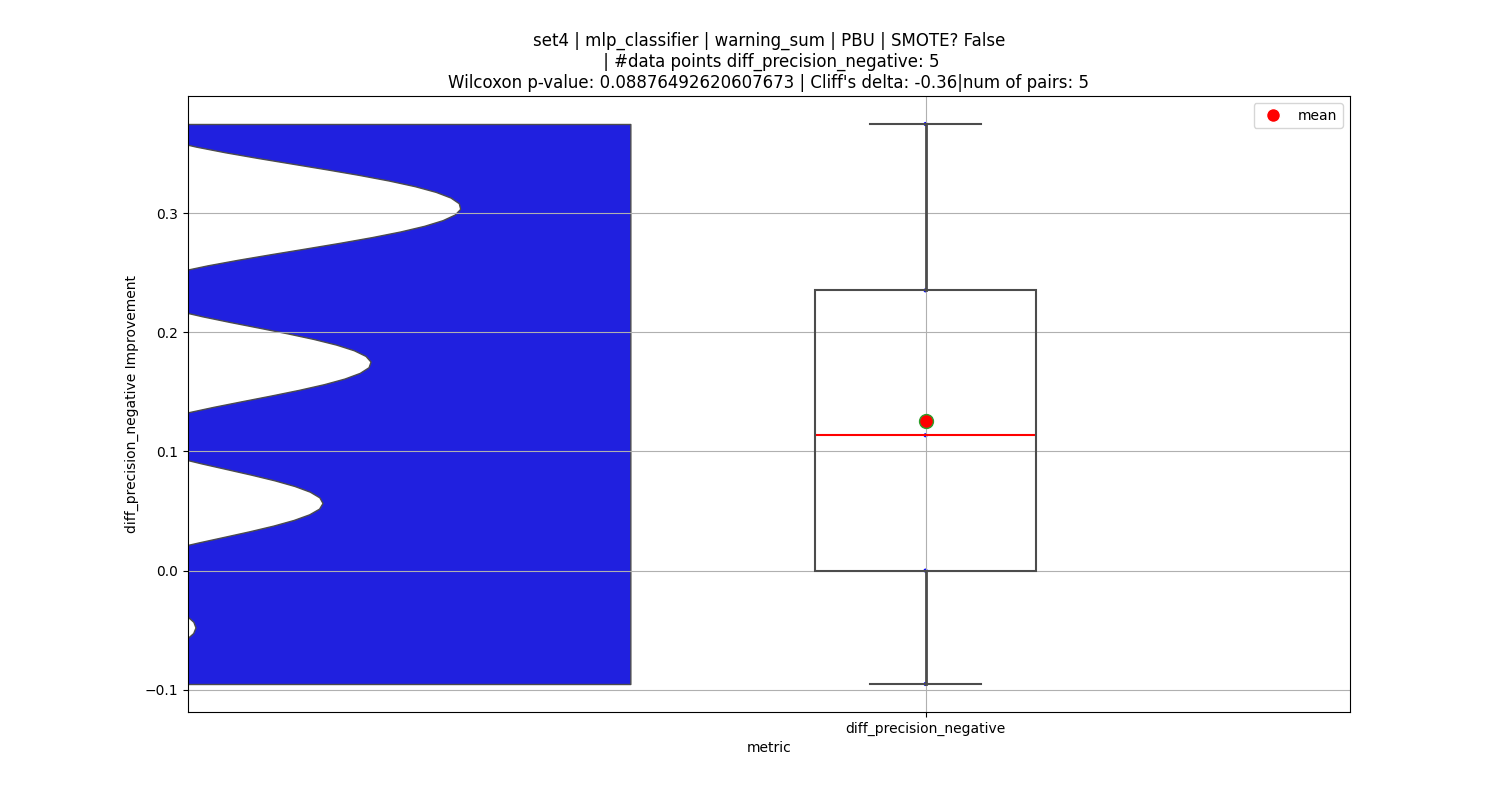 set4 | mlp_classifier | warning_sum | PBU | SMOTE? False
| #data points diff_precision_negative: 5
Wilcoxon p-value: 0.08876492620607673 | Cliff's delta: -0.36|num of pairs: 5
mean
0.3
0.2
0.1
0.0
−0.1
diff_precision_negative Improvement
diff_precision_negative
metric